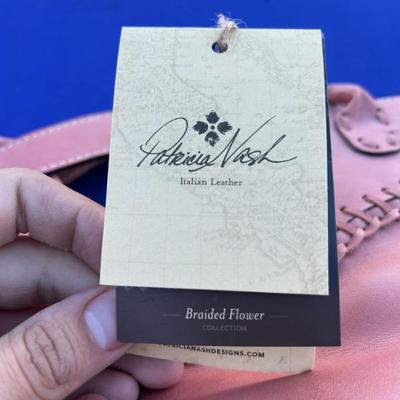 Patricia Nash
Italian Leather
Braided Flower
COLLECTION
PATRICIANASHDESIGNS.COM